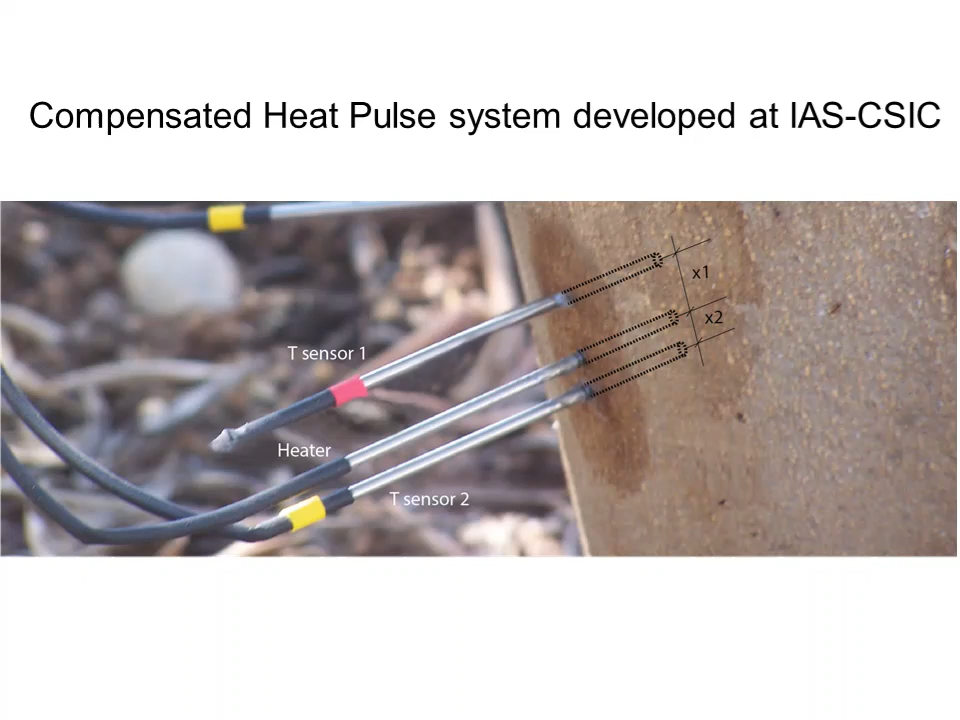 Compensated Heat Pulse system developed at IAS-CSIC
x1
x2
T sensor 1
Heater
T sensor 2